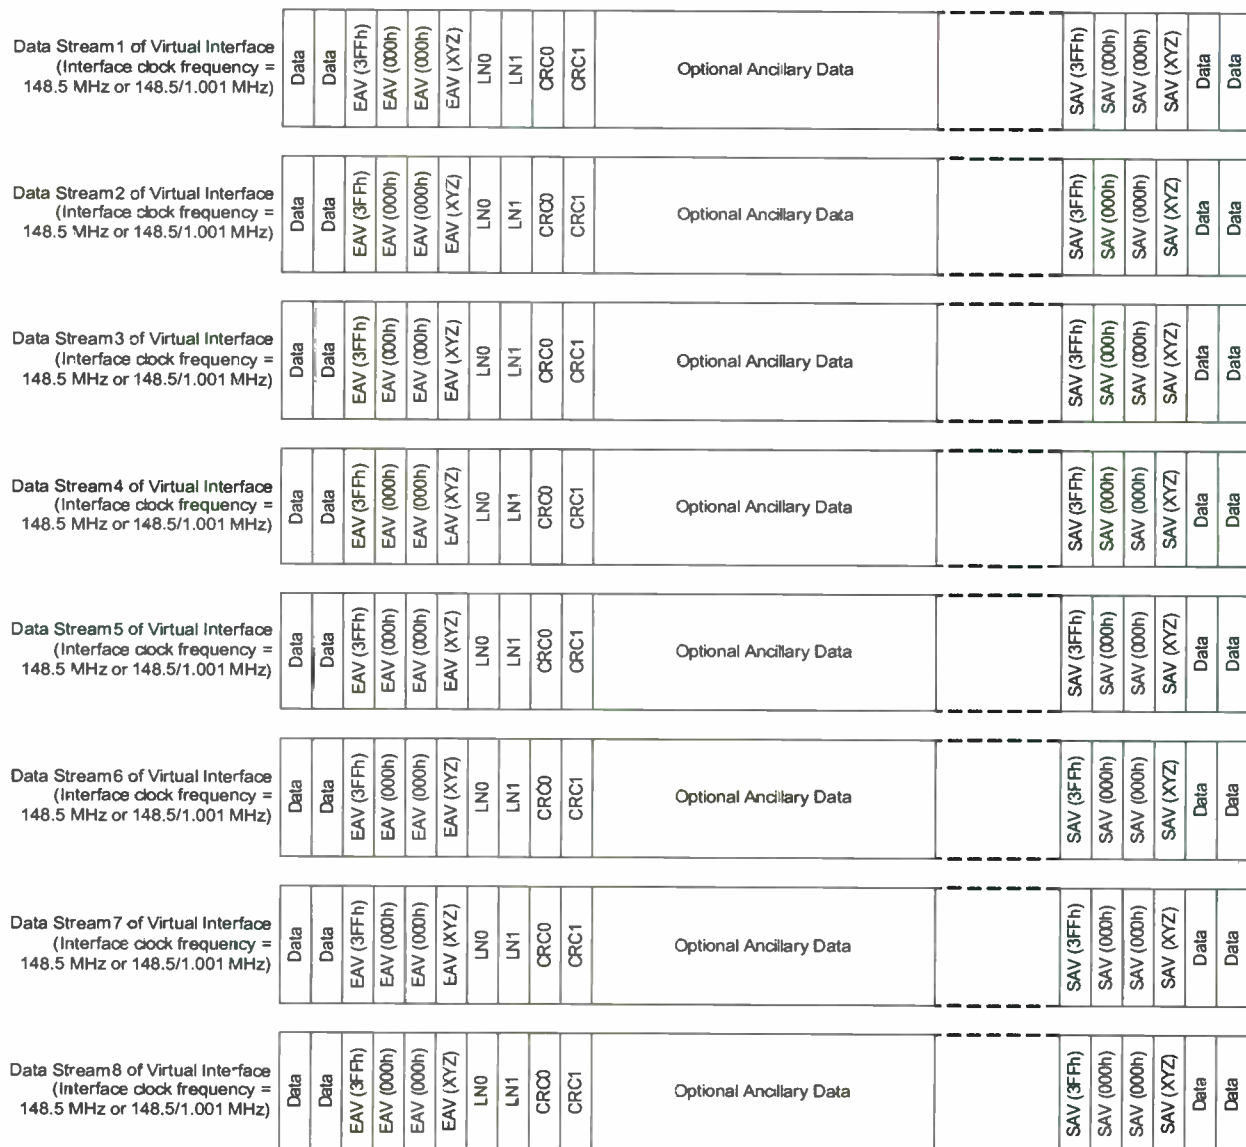 Data Stream1 of Virtual Interface
(Interface clock frequency =
148.5 MHz or 148.5/1.001 MHz)
Data
Data
EAV (3FFh)
EAV (000h)
EAV (000h)
EAV (XYZ)
LN0
LN1
CRC0
CRC1
Optional Ancillary Data
SAV (3FFh)
SAV (000h)
SAV (000h)
SAV (XYZ)
Data
Data
Data Stream2 of Virtual Interface
(Interface clock frequency =
148.5 MHz or 148.5/1.001 MHz)
Data
Data
EAV (3FFh)
EAV (000h)
EAV (000h)
EAV (XYZ)
LN0
LN1
CRC0
CRC1
Optional Ancillary Data
SAV (3FFh)
SAV (000h)
SAV (000h)
SAV (XYZ)
Data
Data
Data Stream3 of Virtual Interface
(Interface clock frequency =
148.5 MHz or 148.5/1.001 MHz)
Data
Data
EAV (3FFh)
EAV (000h)
EAV (000h)
EAV (XYZ)
LN0
LN1
CRC0
CRC1
Optional Ancillary Data
SAV (3FFh)
SAV (000h)
SAV (000h)
SAV (XYZ)
Data
Data
Data Stream4 of Virtual Interface
(Interface clock frequency =
148.5 MHz or 148.5/1.001 MHz)
Data
Data
EAV (3FFh)
EAV (000h)
EAV (000h)
EAV (XYZ)
LN0
LN1
CRC0
CRC1
Optional Ancillary Data
SAV (3FFh)
SAV (000h)
SAV (000h)
SAV (XYZ)
Data
Data
Data Stream5 of Virtual Interface
(Interface clock frequency =
148.5 MHz or 148.5/1.001 MHz)
Data
Data
EAV (3FFh)
EAV (000h)
EAV (000h)
EAV (XYZ)
LN0
LN1
CRC0
CRC1
Optional Ancillary Data
SAV (3FFh)
SAV (000h)
SAV (000h)
SAV (XYZ)
Data
Data
Data Stream6 of Virtual Interface
(Interface clock frequency =
148.5 MHz or 148.5/1.001 MHz)
Data
Data
EAV (3FFh)
EAV (000h)
EAV (000h)
EAV (XYZ)
LN0
LN1
CRC0
CRC1
Optional Ancillary Data
SAV (3FFh)
SAV (000h)
SAV (000h)
SAV (XYZ)
Data
Data
Data Stream7 of Virtual Interface
(Interface clock frequency =
148.5 MHz or 148.5/1.001 MHz)
Data
Data
EAV (3FFh)
EAV (000h)
EAV (000h)
EAV (XYZ)
LN0
LN1
CRC0
CRC1
Optional Ancillary Data
SAV (3FFh)
SAV (000h)
SAV (000h)
SAV (XYZ)
Data
Data
Data Stream8 of Virtual Interface
(Interface clock frequency =
148.5 MHz or 148.5/1.001 MHz)
Data
Data
EAV (3FFh)
EAV (000h)
EAV (000h)
EAV (XYZ)
LN0
LN1
CRC0
CRC1
Optional Ancillary Data
SAV (3FFh)
SAV (000h)
SAV (000h)
SAV (XYZ)
Data
Data